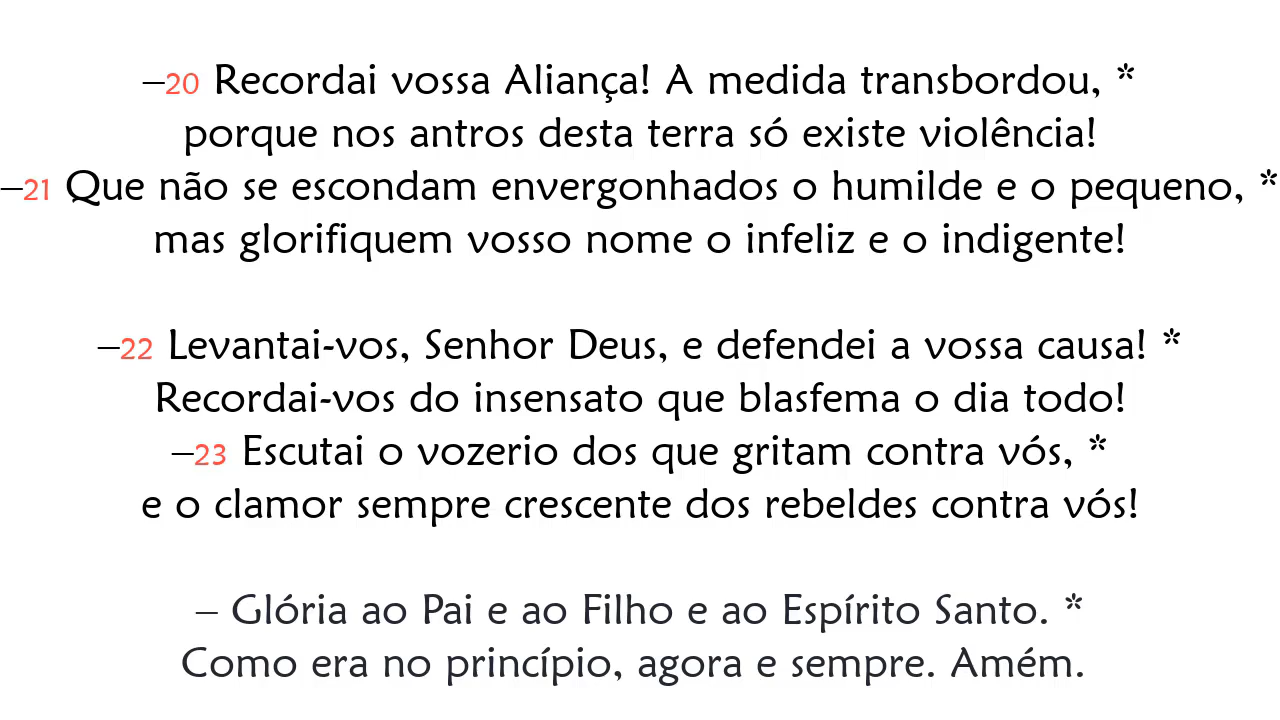 –20 Recordai vossa Aliança! A medida transbordou, *
porque nos antros desta terra só existe violência!
–21 Que não se escondam envergonhados o humilde e o pequeno, *
mas glorifiquem vosso nome o infeliz e o indigente!
–22 Levantai-vos, Senhor Deus, e defendei a vossa causa! *
Recordai-vos do insensato que blasfema o dia todo!
–23 Escutai o vozerio dos que gritam contra vós, *
e o clamor sempre crescente dos rebeldes contra vós!
– Glória ao Pai e ao Filho e ao Espírito Santo. *
Como era no princípio, agora e sempre. Amém.